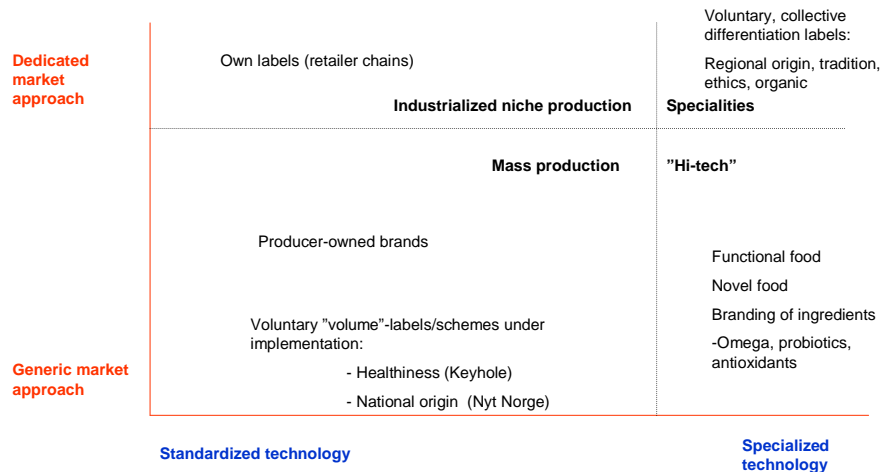 Voluntary, collective
differentiation labels:
Dedicated
market
approach
Own labels (retailer chains)
Regional origin, tradition,
ethics, organic
Industrialized niche production
Specialities
Mass production
”Hi-tech”
Producer-owned brands
Functional food
Novel food
Branding of ingredients
-Omega, probiotics,
antioxidants
Voluntary ”volume”-labels/schemes under
implementation:
- Healthiness (Keyhole)
- National origin  (Nyt Norge)
Generic market
approach
Standardized technology
Specialized
technology